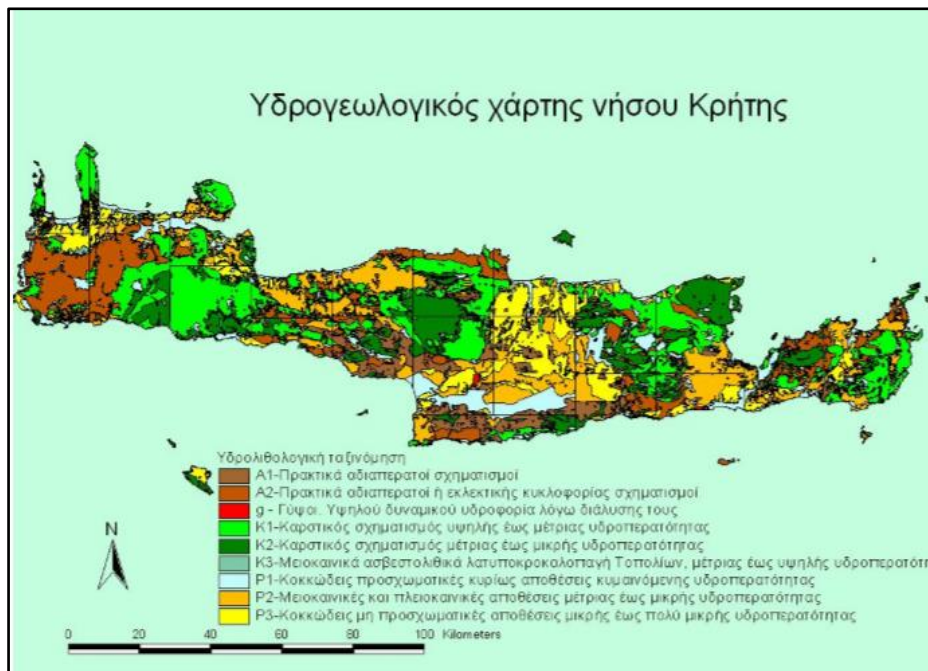 Υδρογεωλογικός χάρτης νήσου Κρήτης
Υδρολιθολογική ταξινόμηση
Α1-Πρακτικά αδιαπερατοί σχηματισμοί
Α2-Πρακτικά αδιαπερατοί ή εκλεκτικής κυκλοφορίας σχηματισμοί
g - Γύψοι. Υψηλού δυναμικού υδροφορία λόγω διάλυσης τους
Κ1-Καρστικός σχηματισμός υψηλής έως μέτριας υδροπερατότητας
Κ2-Καρστικός σχηματισμός μέτριας έως μικρής υδροπερατότητας
Κ3-Μειοκαινικά ασβεστολιθικά λατυποκροκαλοπαγή Τοπολίων, μέτριας έως υψηλής υδροπερατότη
Ρ1-Κοκκώδεις προσχωματικές κυρίως αποθέσεις κυμαινόμενης υδροπερατότητας
Ρ2-Μειοκαινικές και πλειοκαινικές αποθέσεις μέτριας έως μικρής υδροπερατότητας
Ρ3-Κοκκώδεις μη προσχωματικές αποθέσεις μικρής έως πολύ μικρής υδροπερατότητας
N
0 20 40 60 80 100 Kilometers